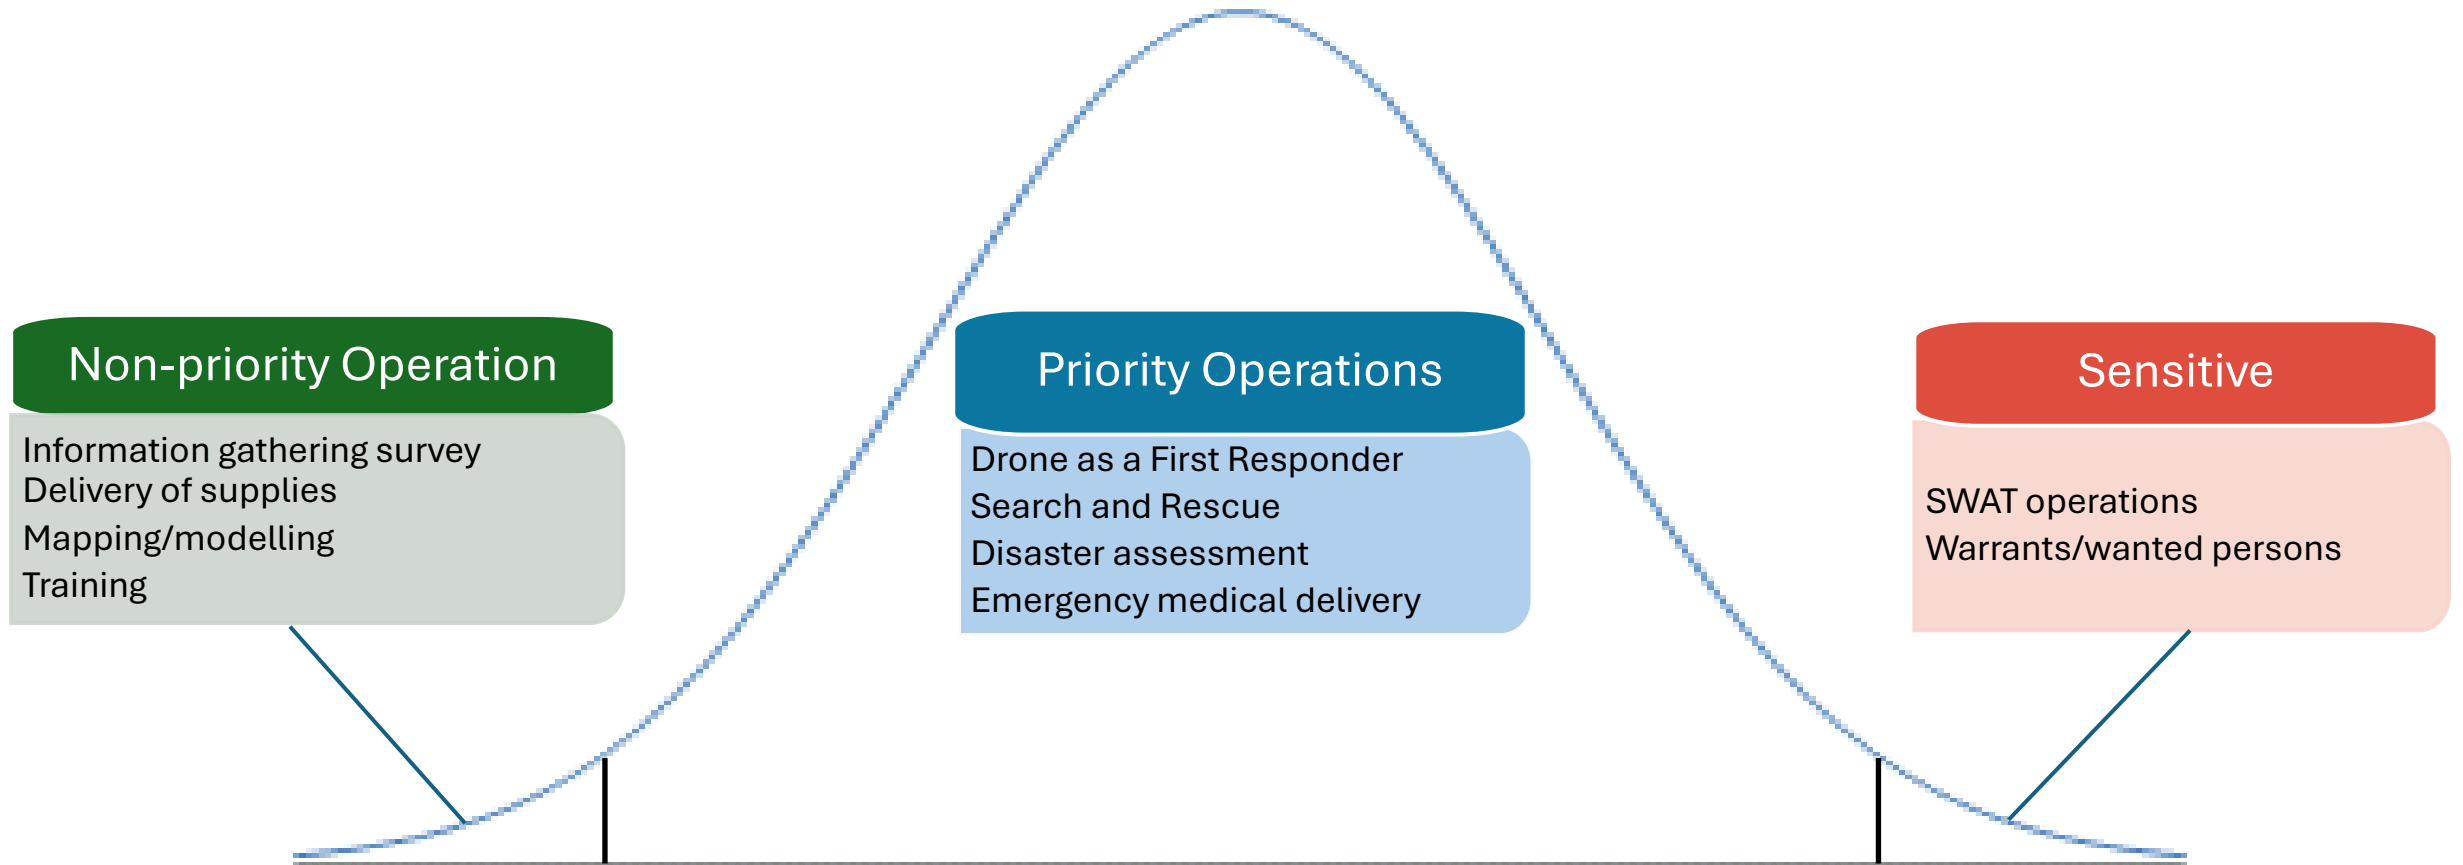 Non-priority Operation
Information gathering survey
Delivery of supplies
Mapping/modelling
Training
Priority Operations
Drone as a First Responder
Search and Rescue
Disaster assessment
Emergency medical delivery
Sensitive
SWAT operations
Warrants/wanted persons